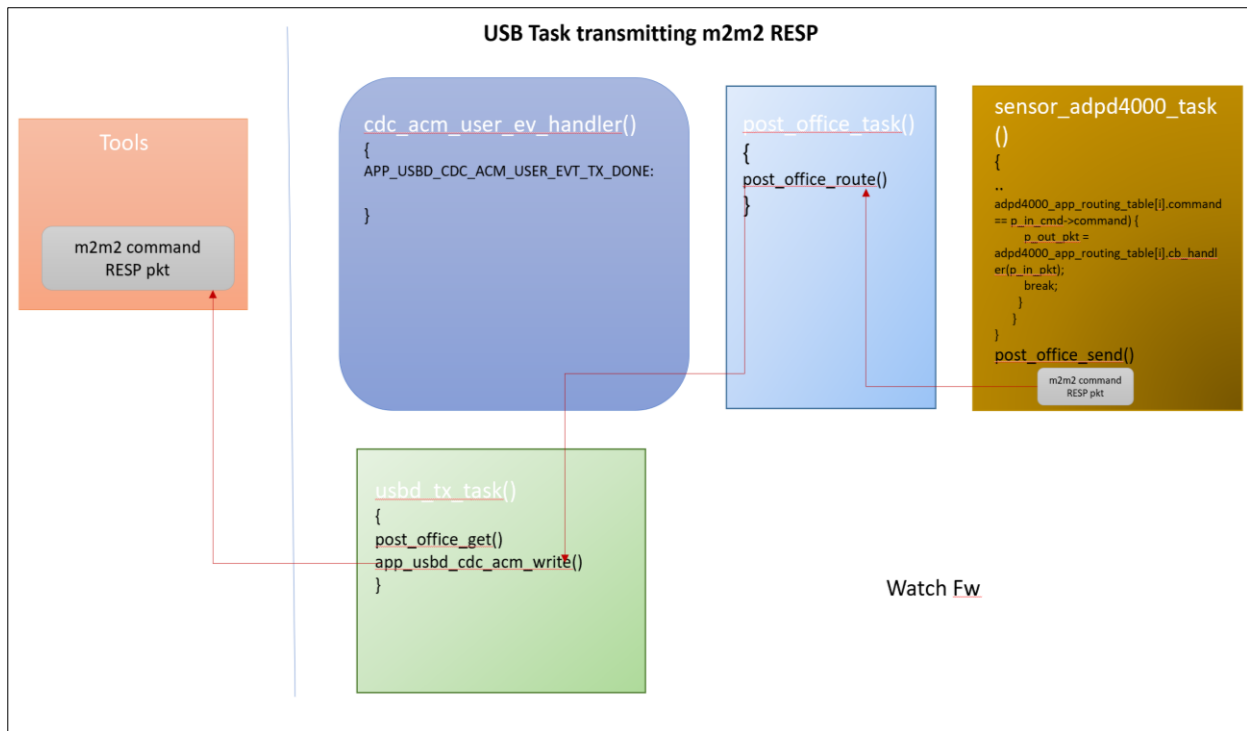 USB Task transmitting m2m2 RESP
Tools
m2m2 command
RESP pkt
cdc_acm_user_ev_handler()
{
APP_USBD_CDC_ACM_USER_EVT_TX_DONE:
}
post_office_task()
{
post_office_route()
}
sensor_adpd4000_task
()
{
..
adpd4000_app_routing_table[i].command
== p_in_cmd->command) {
p_out_pkt =
adpd4000_app_routing_table[i].cb_handl
er(p_in_pkt);
break;
}
}
}
post_office_send()
m2m2 command
RESP pkt
usbd_tx_task()
{
post_office_get()
app_usbd_cdc_acm_write()
}
Watch Fw